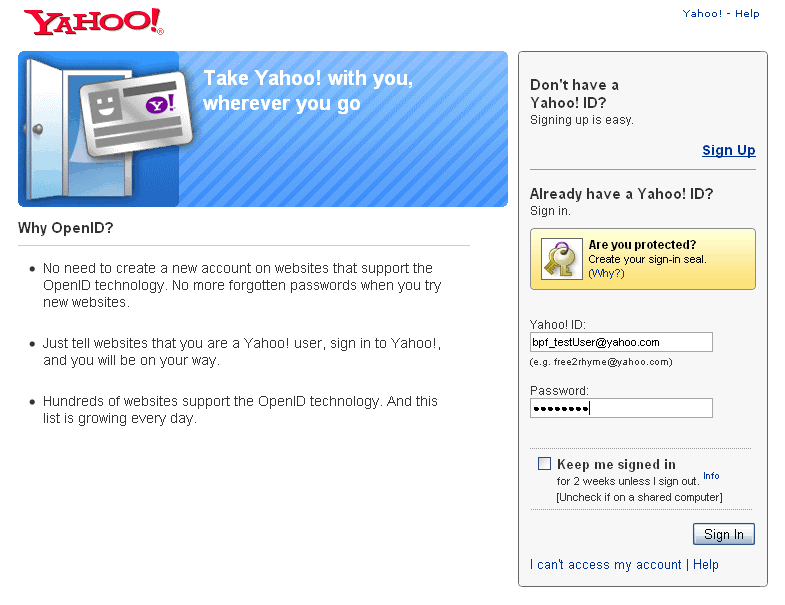 YAHOO!®
Yahoo! - Help
Take Yahoo! with you,
wherever you go
Y!
Why OpenID?
• No need to create a new account on websites that support the
OpenID technology. No more forgotten passwords when you try
new websites.
• Just tell websites that you are a Yahoo! user, sign in to Yahoo!,
and you will be on your way.
• Hundreds of websites support the OpenID technology. And this
list is growing every day.
Don't have a
Yahoo! ID?
Signing up is easy.
Sign Up
Already have a Yahoo! ID?
Sign in.
Are you protected?
Create your sign-in seal.
(Why?)
Yahoo! ID:
bpf_testUser@yahoo.com
(e.g. free2rhyme@yahoo.com)
Password:
••••••••
Keep me signed in
for 2 weeks unless I sign out. Info
[Uncheck if on a shared computer]
Sign In
I can't access my account | Help